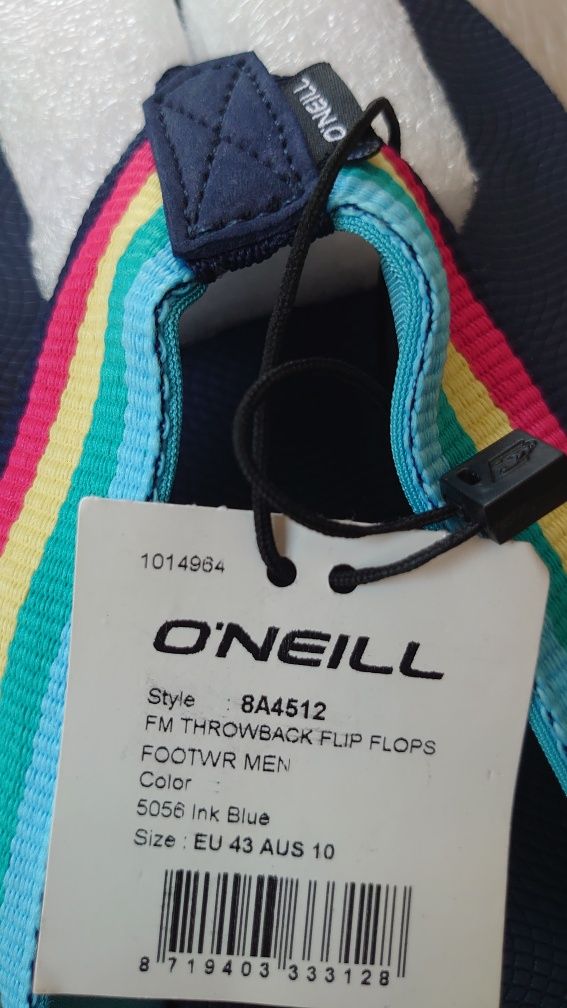 O'NEILL
1014964
O'NEILL
Style : 8A4512
FM THROWBACK FLIP FLOPS
FOOTWR MEN
Color :
5056 Ink Blue
Size : EU 43 AUS 10
8 719403 333128